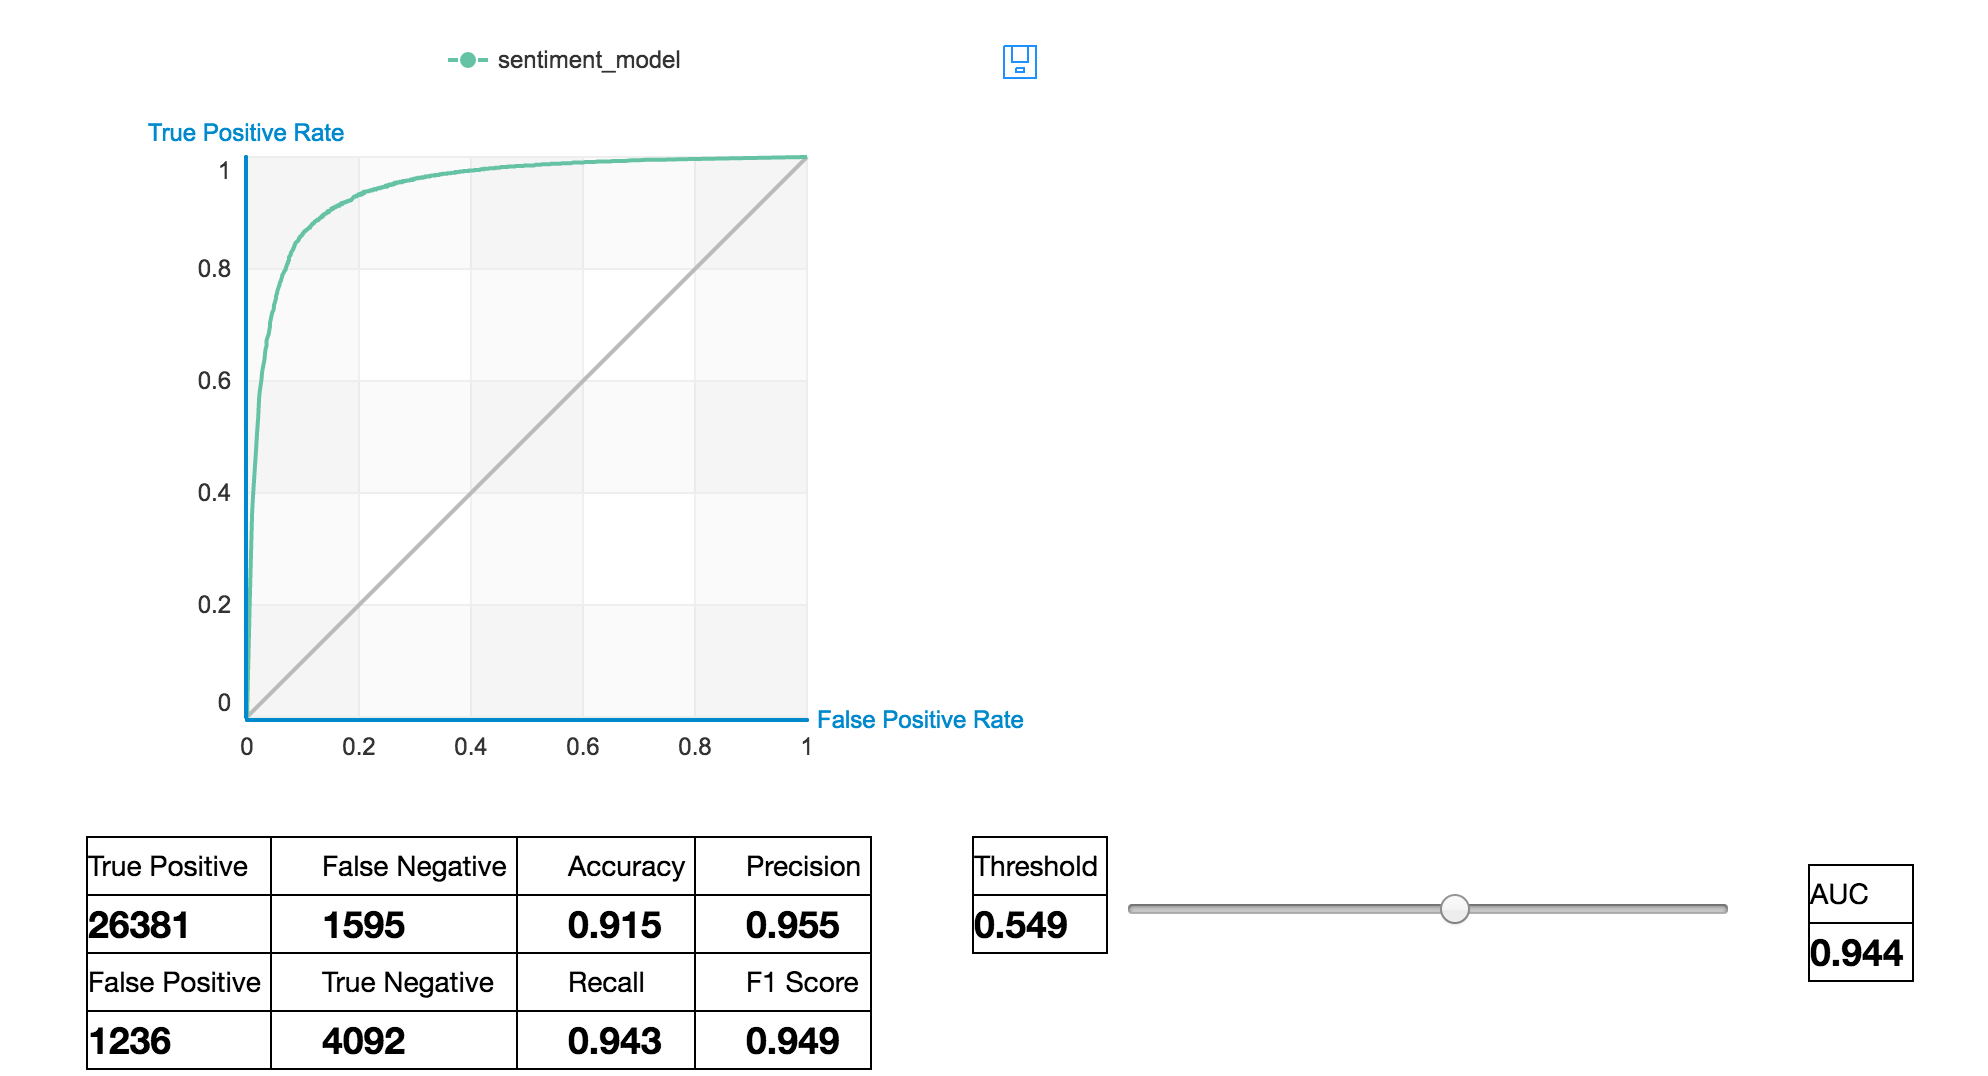 sentiment_model
True Positive Rate
1
0.8
0.6
0.4
0.2
0
0 0.2 0.4 0.6 0.8 1
False Positive Rate
True Positive False Negative Accuracy Precision
26381 1595 0.915 0.955
False Positive True Negative Recall F1 Score
1236 4092 0.943 0.949
Threshold
0.549
AUC
0.944